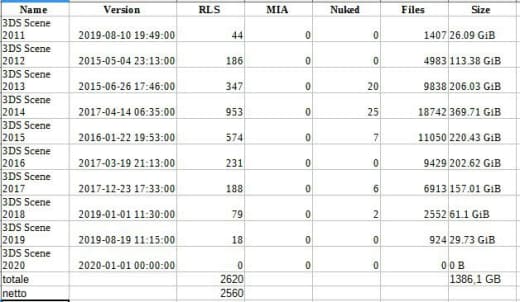 Name Version RLS MIA Nuked Files Size
3DS Scene
2011 2019-08-10 19:49:00 44 0 0 1407 26.09 GiB
3DS Scene
2012 2015-05-04 23:13:00 186 0 0 4983 113.38 GiB
3DS Scene
2013 2015-06-26 17:46:00 347 0 20 9838 206.03 GiB
3DS Scene
2014 2017-04-14 06:35:00 953 0 25 18742 369.71 GiB
3DS Scene
2015 2016-01-22 19:53:00 574 0 7 11050 220.43 GiB
3DS Scene
2016 2017-03-19 21:13:00 231 0 0 9429 202.62 GiB
3DS Scene
2017 2017-12-23 17:33:00 188 0 6 6913 157.01 GiB
3DS Scene
2018 2019-01-01 11:30:00 79 0 2 2552 61.1 GiB
3DS Scene
2019 2019-08-19 11:15:00 18 0 0 924 29.73 GiB
3DS Scene
2020 2020-01-01 00:00:00 0 0 0 0 0 B
totale 2620 1386,1 GB
netto 2560